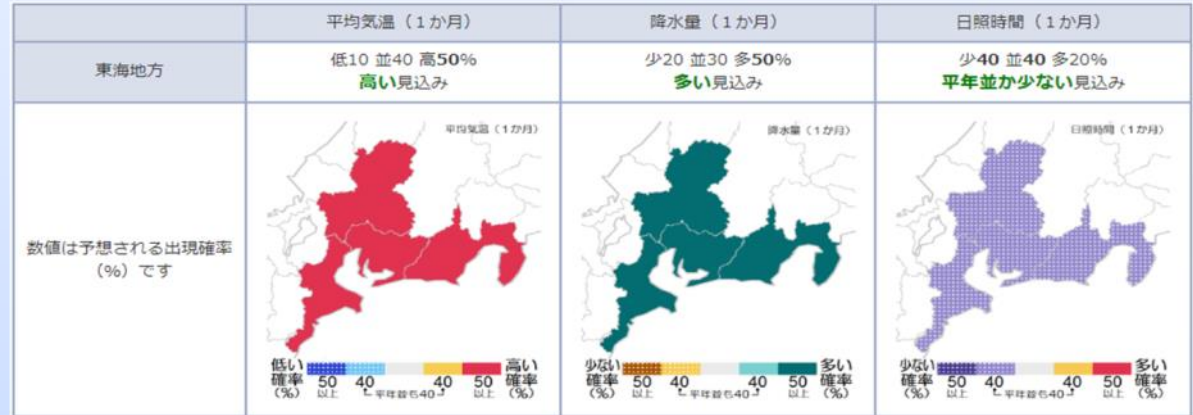 平均気温（1か月）
降水量（1か月）
日照時間（1か月）
東海地方
低10 並40 高50%
高い見込み
少20 並30 多50%
多い見込み
少40 並40 多20%
平年並か少ない見込み
数値は予想される出現確率
（%）です
平均気温（1か月）
低い
確率
(%)
50
以上
40
平年並も40
40
50
以上
高い
確率
(%)
降水量（1か月）
少ない
確率
(%)
50
以上
40
平年並も40
40
50
以上
多い
確率
(%)
日照時間（1か月）
少ない
確率
(%)
50
以上
40
平年並も40
40
50
以上
多い
確率
(%)